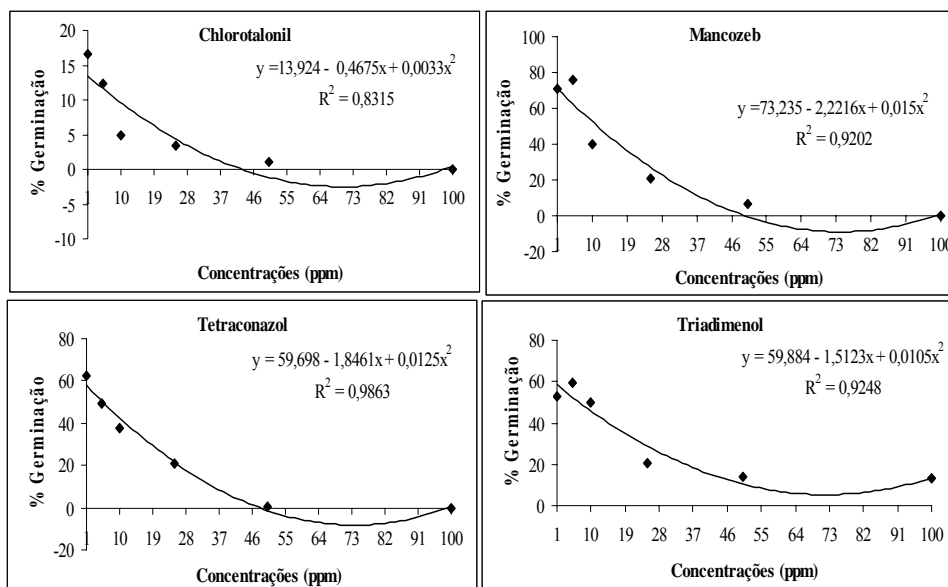 Chlorotalonil
y =13,924 - 0,4675x + 0,0033x²
R² = 0,8315
% Germinação
20
15
10
5
0
-5
-10
1 10 19 28 37 46 55 64 73 82 91 100
Concentrações (ppm)
Mancozeb
y =73,235 - 2,2216x + 0,015x²
R² = 0,9202
% Germinação
100
80
60
40
20
0
-20
1 10 19 28 37 46 55 64 73 82 91 100
Concentrações (ppm)
Tetraconazol
y = 59,698 - 1,8461x + 0,0125x²
R² = 0,9863
% Germinação
80
60
40
20
0
-20
1 10 19 28 37 46 55 64 73 82 91 100
Concentrações (ppm)
Triadimenol
y = 59,884 - 1,5123x + 0,0105x²
R² = 0,9248
% Germinação
80
60
40
20
0
1 10 19 28 37 46 55 64 73 82 91 100
Concentrações (ppm)